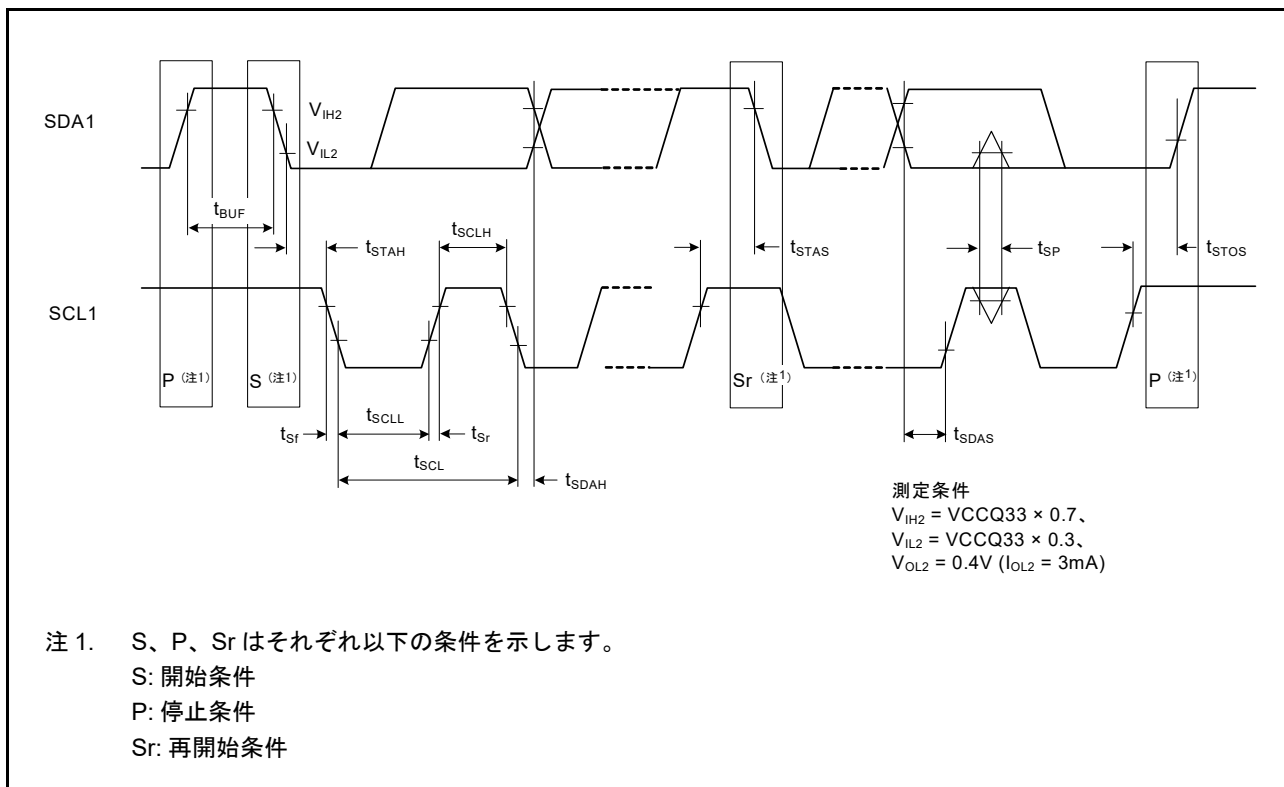 SDA1
V_IH2
V_IL2
t_BUF
t_STAH
t_SCLH
t_STAS
t_SP
t_STOS
SCL1
P（注1）
S（注1）
Sr（注1）
P（注1）
t_Sf
t_SCLL
t_Sr
t_SCL
t_SDAH
t_SDAS
測定条件
V_IH2 = VCCQ33 × 0.7、
V_IL2 = VCCQ33 × 0.3、
V_OL2 = 0.4V (I_OL2 = 3mA)
注 1. S、P、Sr はそれぞれ以下の条件を示します。
S: 開始条件
P: 停止条件
Sr: 再開始条件